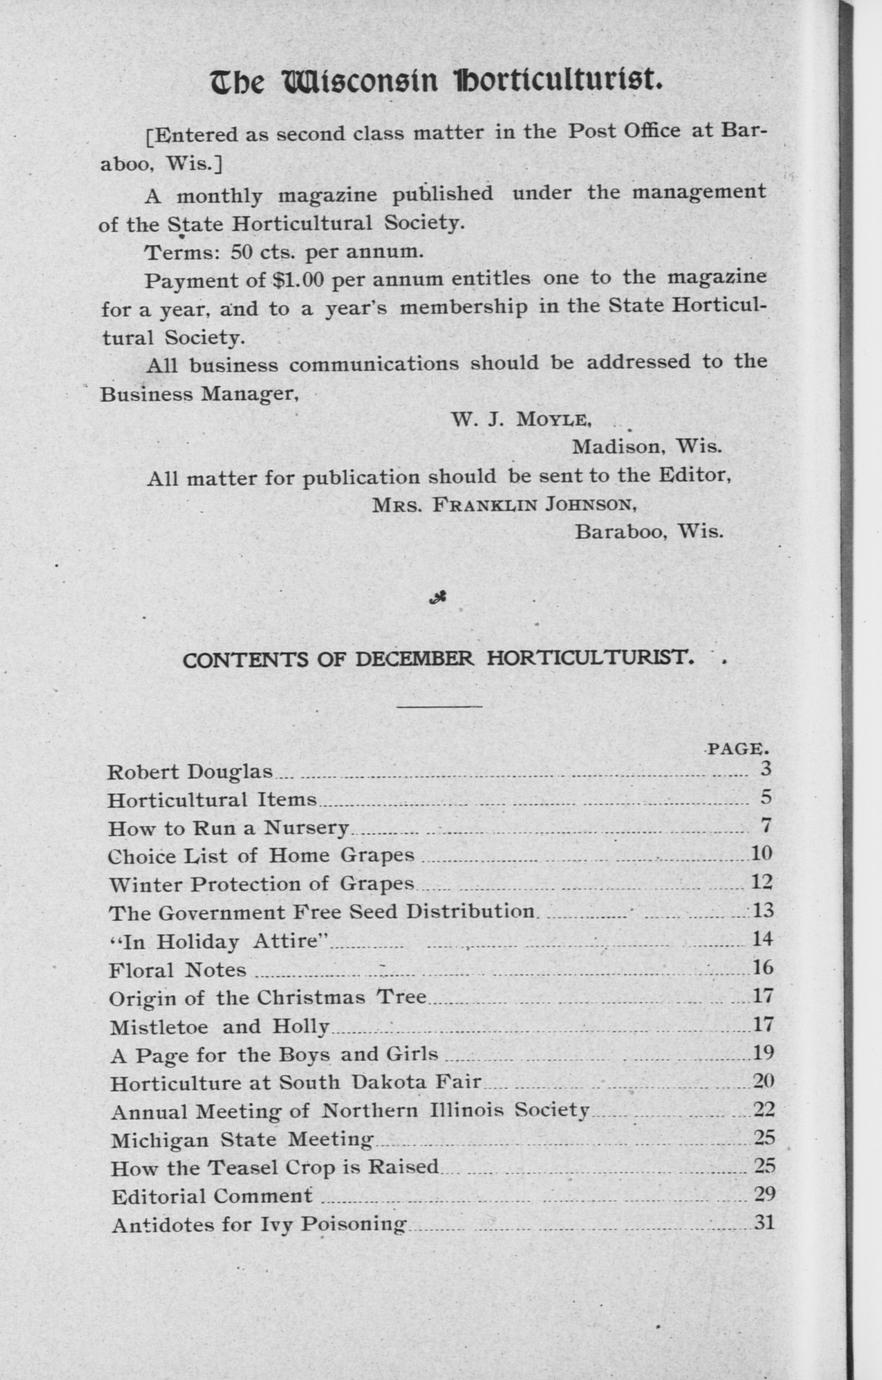 The Wisconsin Horticulturist.
[Entered as second class matter in the Post Office at Bar-
aboo, Wis.]
A monthly magazine published under the management
of the State Horticultural Society.
Terms: 50 cts. per annum.
Payment of $1.00 per annum entitles one to the magazine
for a year, and to a year's membership in the State Horticul-
tural Society.
All business communications should be addressed to the
Business Manager,
W. J. MOYLE,
Madison, Wis.
All matter for publication should be sent to the Editor,
MRS. FRANKLIN JOHNSON,
Baraboo, Wis.
CONTENTS OF DECEMBER HORTICULTURIST.
PAGE.
Robert Douglas 3
Horticultural Items 5
How to Run a Nursery 7
Choice List of Home Grapes 10
Winter Protection of Grapes 12
The Government Free Seed Distribution 13
"In Holiday Attire" 14
Floral Notes 16
Origin of the Christmas Tree 17
Mistletoe and Holly 17
A Page for the Boys and Girls 19
Horticulture at South Dakota Fair 20
Annual Meeting of Northern Illinois Society 22
Michigan State Meeting 25
How the Teasel Crop is Raised 25
Editorial Comment 29
Antidotes for Ivy Poisoning 31